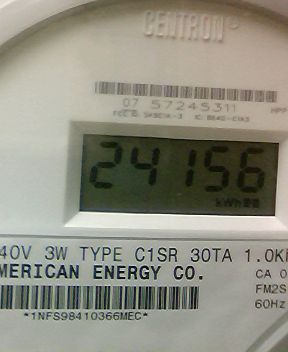 CENTRON®
07 57245311
24156
kWh
40V 3W TYPE C1SR 30TA 1.0K
MERICAN ENERGY CO.
CA 0
FM2S
60Hz
*1NFS98410366MEC*